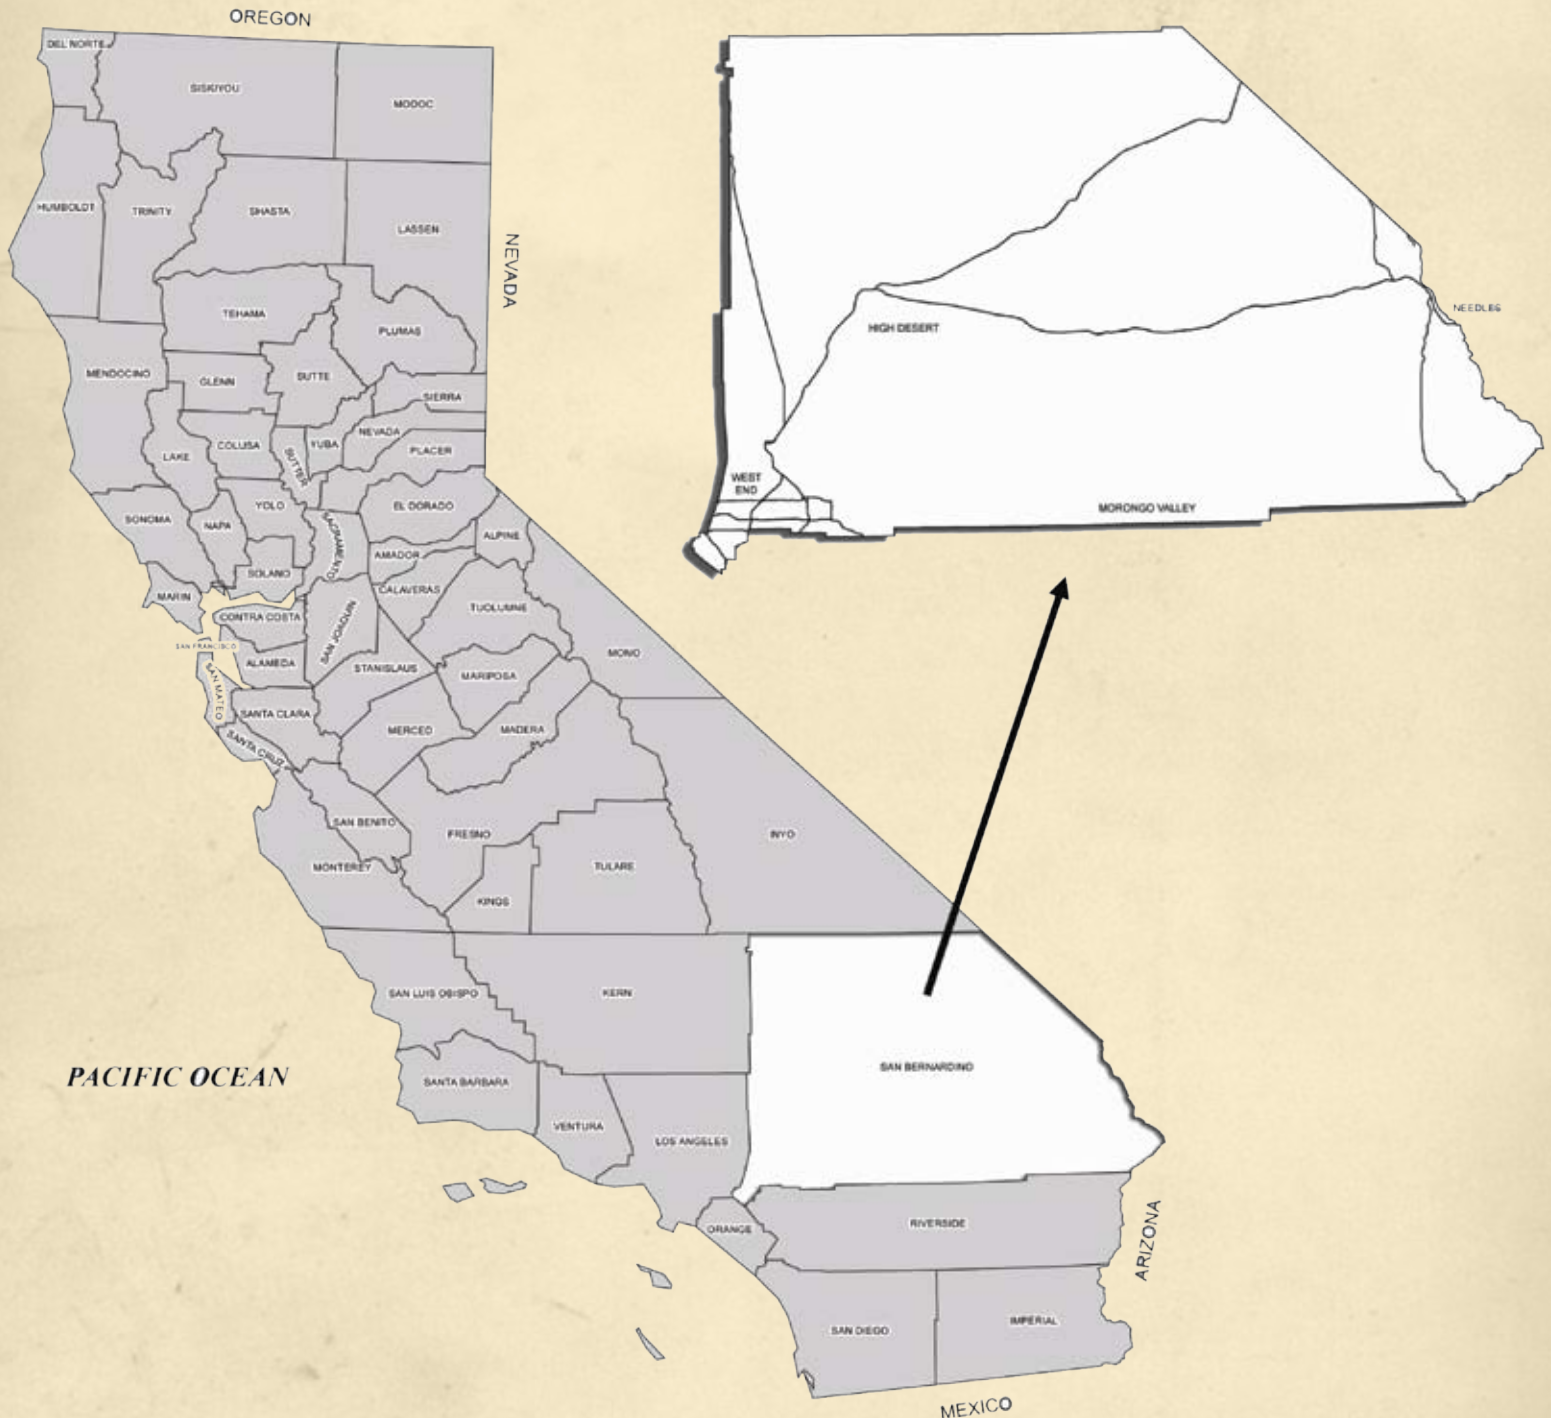 OREGON
DEL NORTE
SISKIYOU
MODOC
HUMBOLDT
TRINITY
SHASTA
LASSEN
NEVADA
TEHAMA
PLUMAS
MENDOCINO
GLENN
BUTTE
SIERRA
LAKE
COLUSA
SUTTER
YUBA
NEVADA
PLACER
SONOMA
NAPA
YOLO
SACRAMENTO
EL DORADO
ALPINE
AMADOR
SOLANO
CALAVERAS
MARIN
CONTRA COSTA
SAN JOAQUIN
TUOLUMNE
SAN FRANCISCO
ALAMEDA
STANISLAUS
MONO
SAN MATEO
MARIPOSA
SANTA CLARA
MERCED
MADERA
SANTA CRUZ
SAN BENITO
FRESNO
INYO
MONTEREY
TULARE
KINGS
SAN LUIS OBISPO
KERN
SAN BERNARDINO
SANTA BARBARA
VENTURA
LOS ANGELES
ORANGE
RIVERSIDE
SAN DIEGO
IMPERIAL
ARIZONA
MEXICO
PACIFIC OCEAN
HIGH DESERT
NEEDLES
WEST
END
MORONGO VALLEY